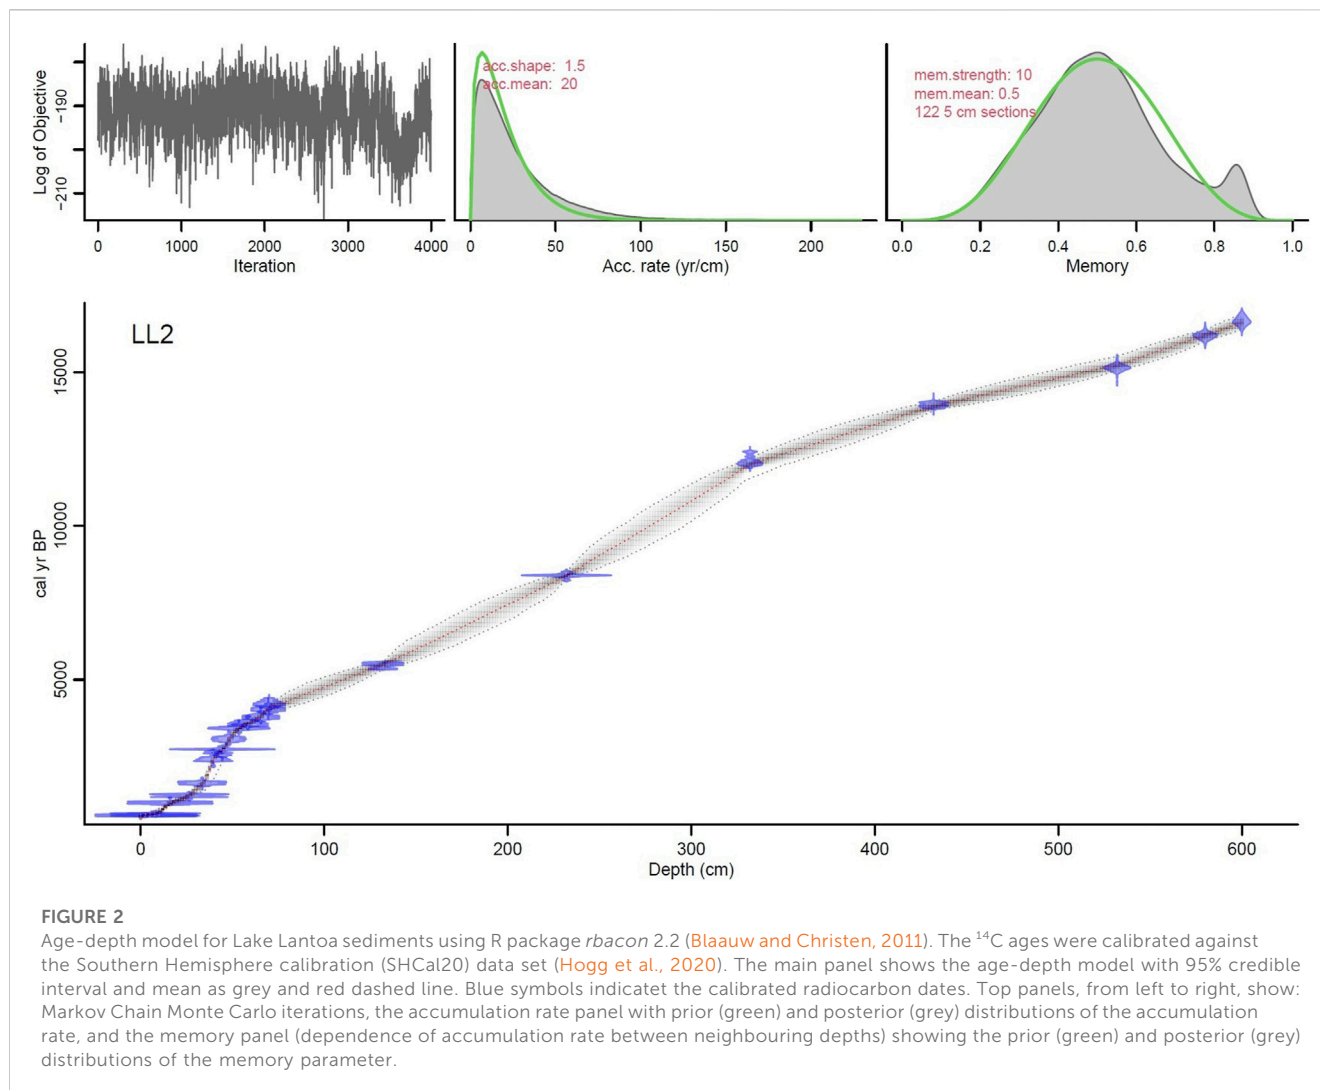 acc.shape: 1.5
acc.mean: 20
mem.strength: 10
mem.mean: 0.5
122 5 cm sections
Log of Objective
−190
−210
0 1000 2000 3000 4000
Iteration
0 50 100 150 200
Acc. rate (yr/cm)
0.0 0.2 0.4 0.6 0.8 1.0
Memory
LL2
cal yr BP
15000
10000
5000
0 100 200 300 400 500 600
Depth (cm)
FIGURE 2
Age-depth model for Lake Lantoa sediments using R package rbacon 2.2 (Blaauw and Christen, 2011). The ¹⁴C ages were calibrated against
the Southern Hemisphere calibration (SHCal20) data set (Hogg et al., 2020). The main panel shows the age-depth model with 95% credible
interval and mean as grey and red dashed line. Blue symbols indicatet the calibrated radiocarbon dates. Top panels, from left to right, show:
Markov Chain Monte Carlo iterations, the accumulation rate panel with prior (green) and posterior (grey) distributions of the accumulation
rate, and the memory panel (dependence of accumulation rate between neighbouring depths) showing the prior (green) and posterior (grey)
distributions of the memory parameter.